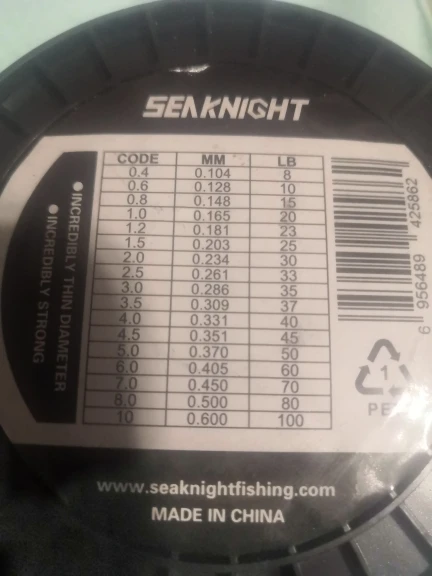 SEAKNIGHT
CODE MM LB
0.4 0.104 8
0.6 0.128 10
0.8 0.148 15
1.0 0.165 20
1.2 0.181 23
1.5 0.203 25
2.0 0.234 30
2.5 0.261 33
3.0 0.286 35
3.5 0.309 37
4.0 0.331 40
4.5 0.351 45
5.0 0.370 50
6.0 0.405 60
7.0 0.450 70
8.0 0.500 80
10 0.600 100
●INCREDIBLY THIN DIAMETER
●INCREDIBLY STRONG
6 956489 425862
1
www.seaknightfishing.com
MADE IN CHINA